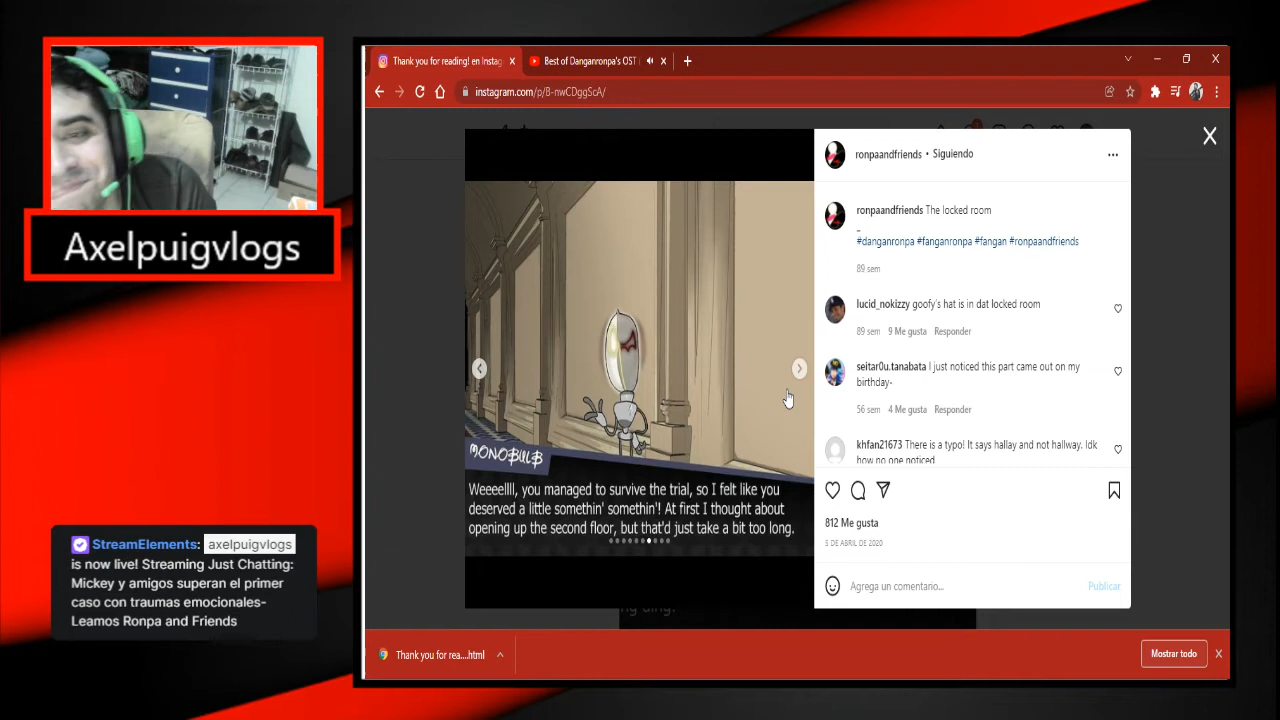 Thank you for reading! en Instag
Best of Danganronpa's OST
instagram.com/p/B-nwCDggScA/
ronpaandfriends • Siguiendo
ronpaandfriends The locked room
_
#danganronpa #fanganronpa #fangan #ronpaandfriends
89 sem
lucid_nokizzy goofy's hat is in dat locked room
89 sem 9 Me gusta Responder
seitar0u.tanabata I just noticed this part came out on my
birthday-
56 sem 4 Me gusta Responder
khfan21673 There is a typo! It says hallay and not hallway. Idk
how no one noticed
812 Me gusta
5 DE ABRIL DE 2020
Agrega un comentario...
Publicar
MONOBULB
Weeeellll, you managed to survive the trial, so I felt like you
deserved a little somethin' somethin'! At first I thought about
opening up the second floor, but that'd just take a bit too long.
Thank you for rea....html
Mostrar todo
Axelpuigvlogs
StreamElements: axelpuigvlogs
is now live! Streaming Just Chatting:
Mickey y amigos superan el primer
caso con traumas emocionales-
Leamos Ronpa and Friends